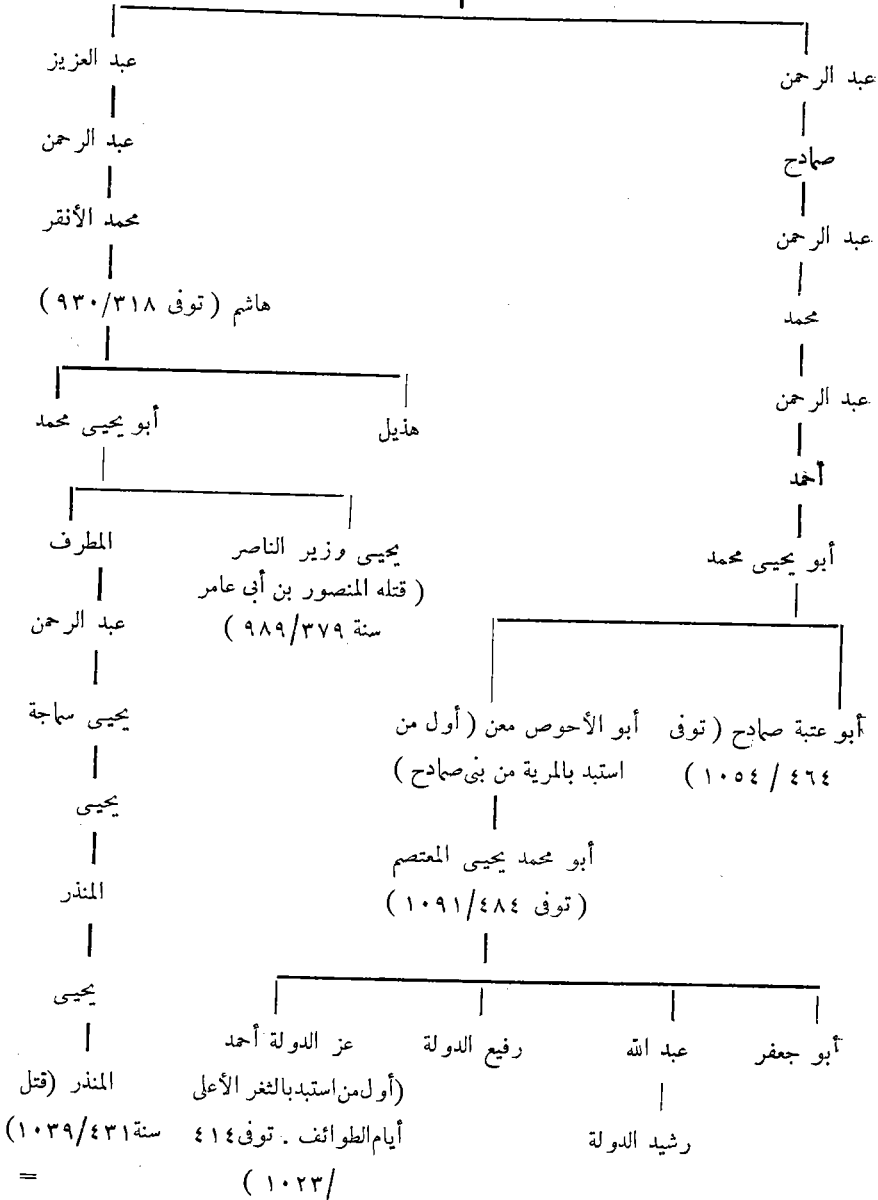 عبد الرحمن
عبد العزيز
صمادح
عبد الرحمن
عبد الرحمن
محمد الأنقر
محمد
هاشم ( توفى ٩٣٠/٣١٨ )
عبد الرحمن
هذيل
أبو يحيى محمد
أحمد
أبو يحيى محمد
يحيى وزير الناصر
( قتله المنصور بن أبى عامر
سنة ٩٨٩/٣٧٩ )
المطرف
عبد الرحمن
أبو عتبة صمادح ( توفى
٤٦٤ / ١٠٥٤ )
أبو الأحوص معن ( أول من
استبد بالمرية من بنى صمادح )
يحيى سماجة
يحيى
أبو محمد يحيى المعتصم
( توفى ١٠٩١/٤٨٤ )
المنذر
يحيى
أبو جعفر
عبد الله
رفيع الدولة
عز الدولة أحمد
(أول من استبد بالثغر الأعلى
أيام الطوائف . توفى ٤١٤
/١٠٢٣ )
رشيد الدولة
المنذر (قتل
سنة ١٠٣٩/٤٣١)
=